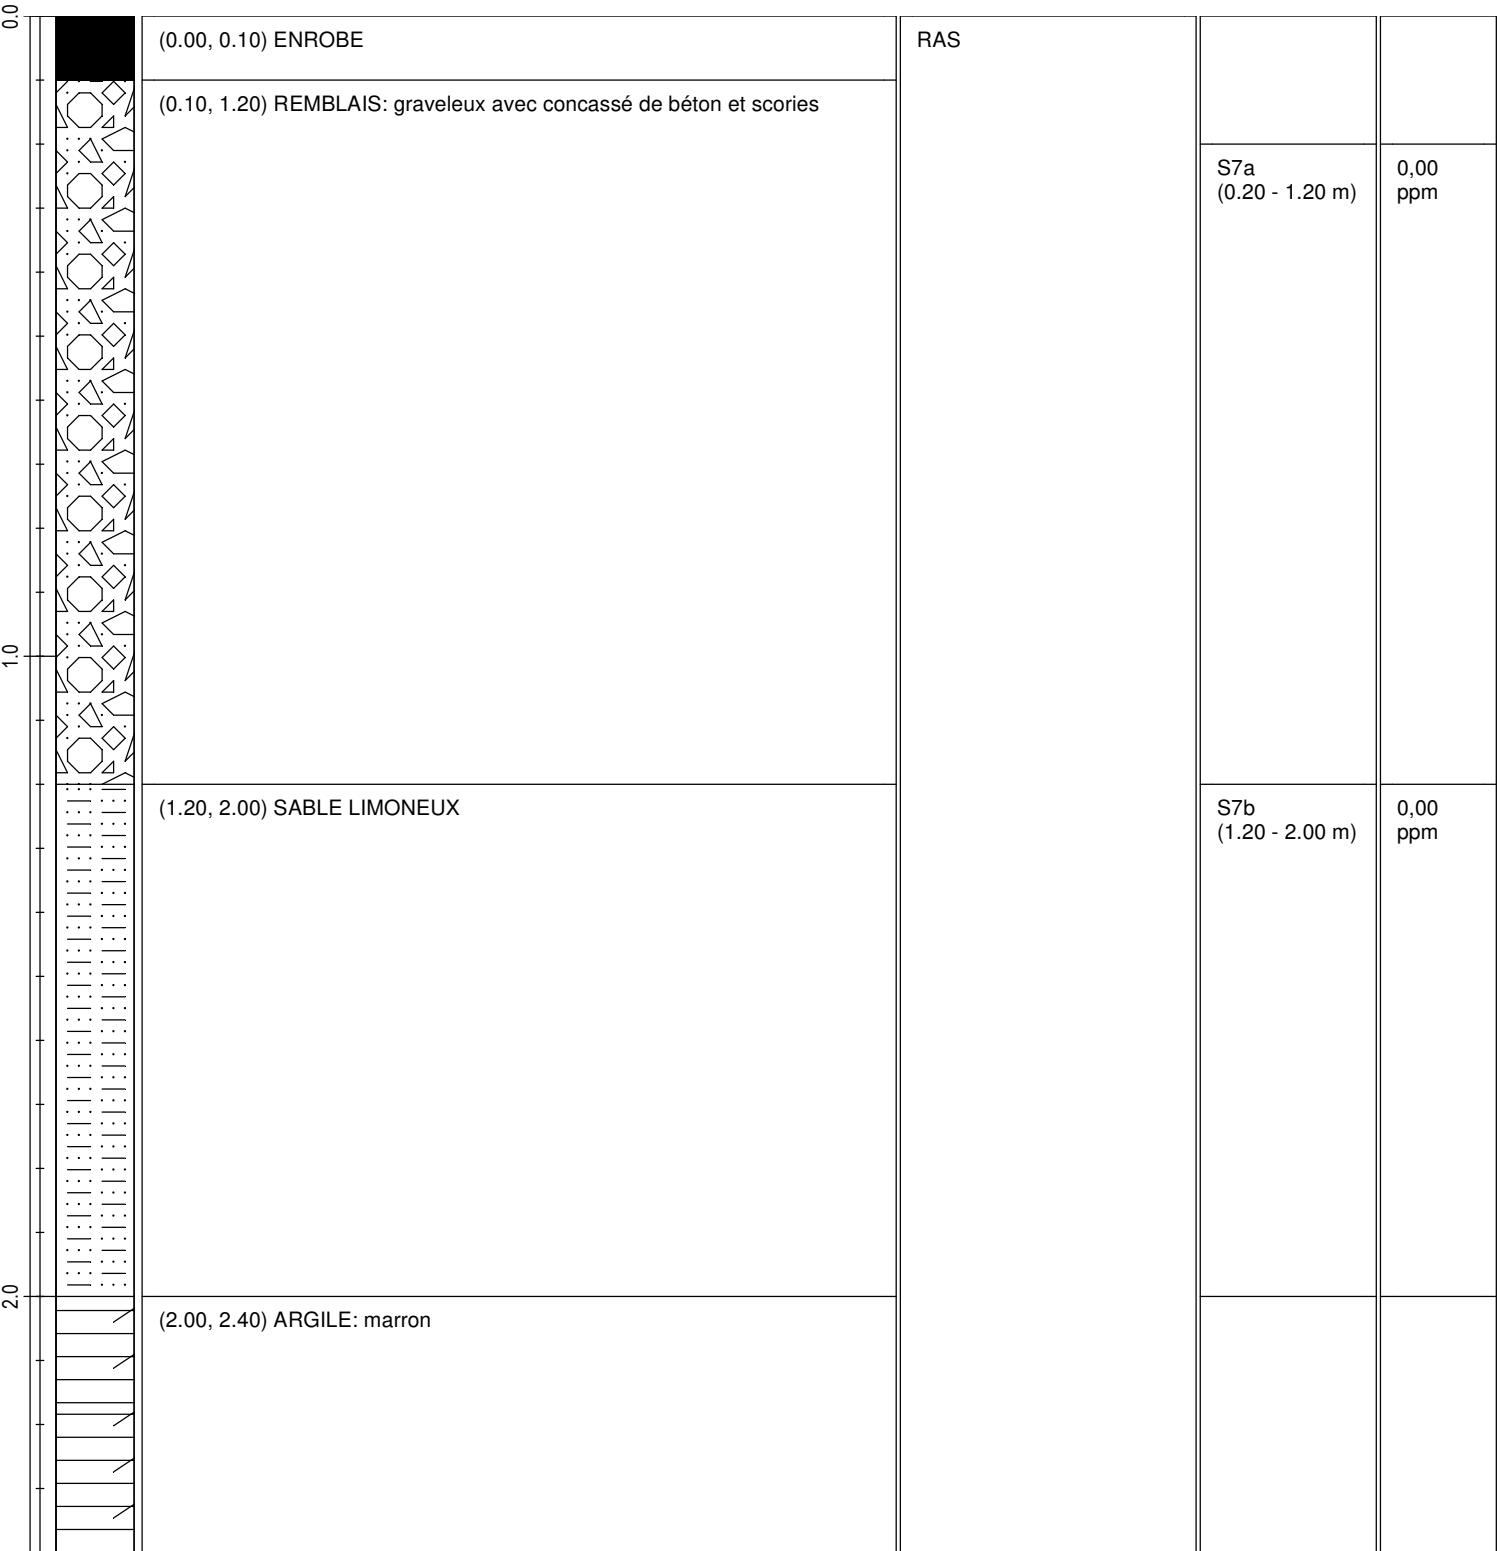 0.0
(0.00, 0.10) ENROBE
RAS
(0.10, 1.20) REMBLAIS: graveleux avec concassé de béton et scories
S7a
(0.20 - 1.20 m)
0,00
ppm
1.0
(1.20, 2.00) SABLE LIMONEUX
S7b
(1.20 - 2.00 m)
0,00
ppm
2.0
(2.00, 2.40) ARGILE: marron